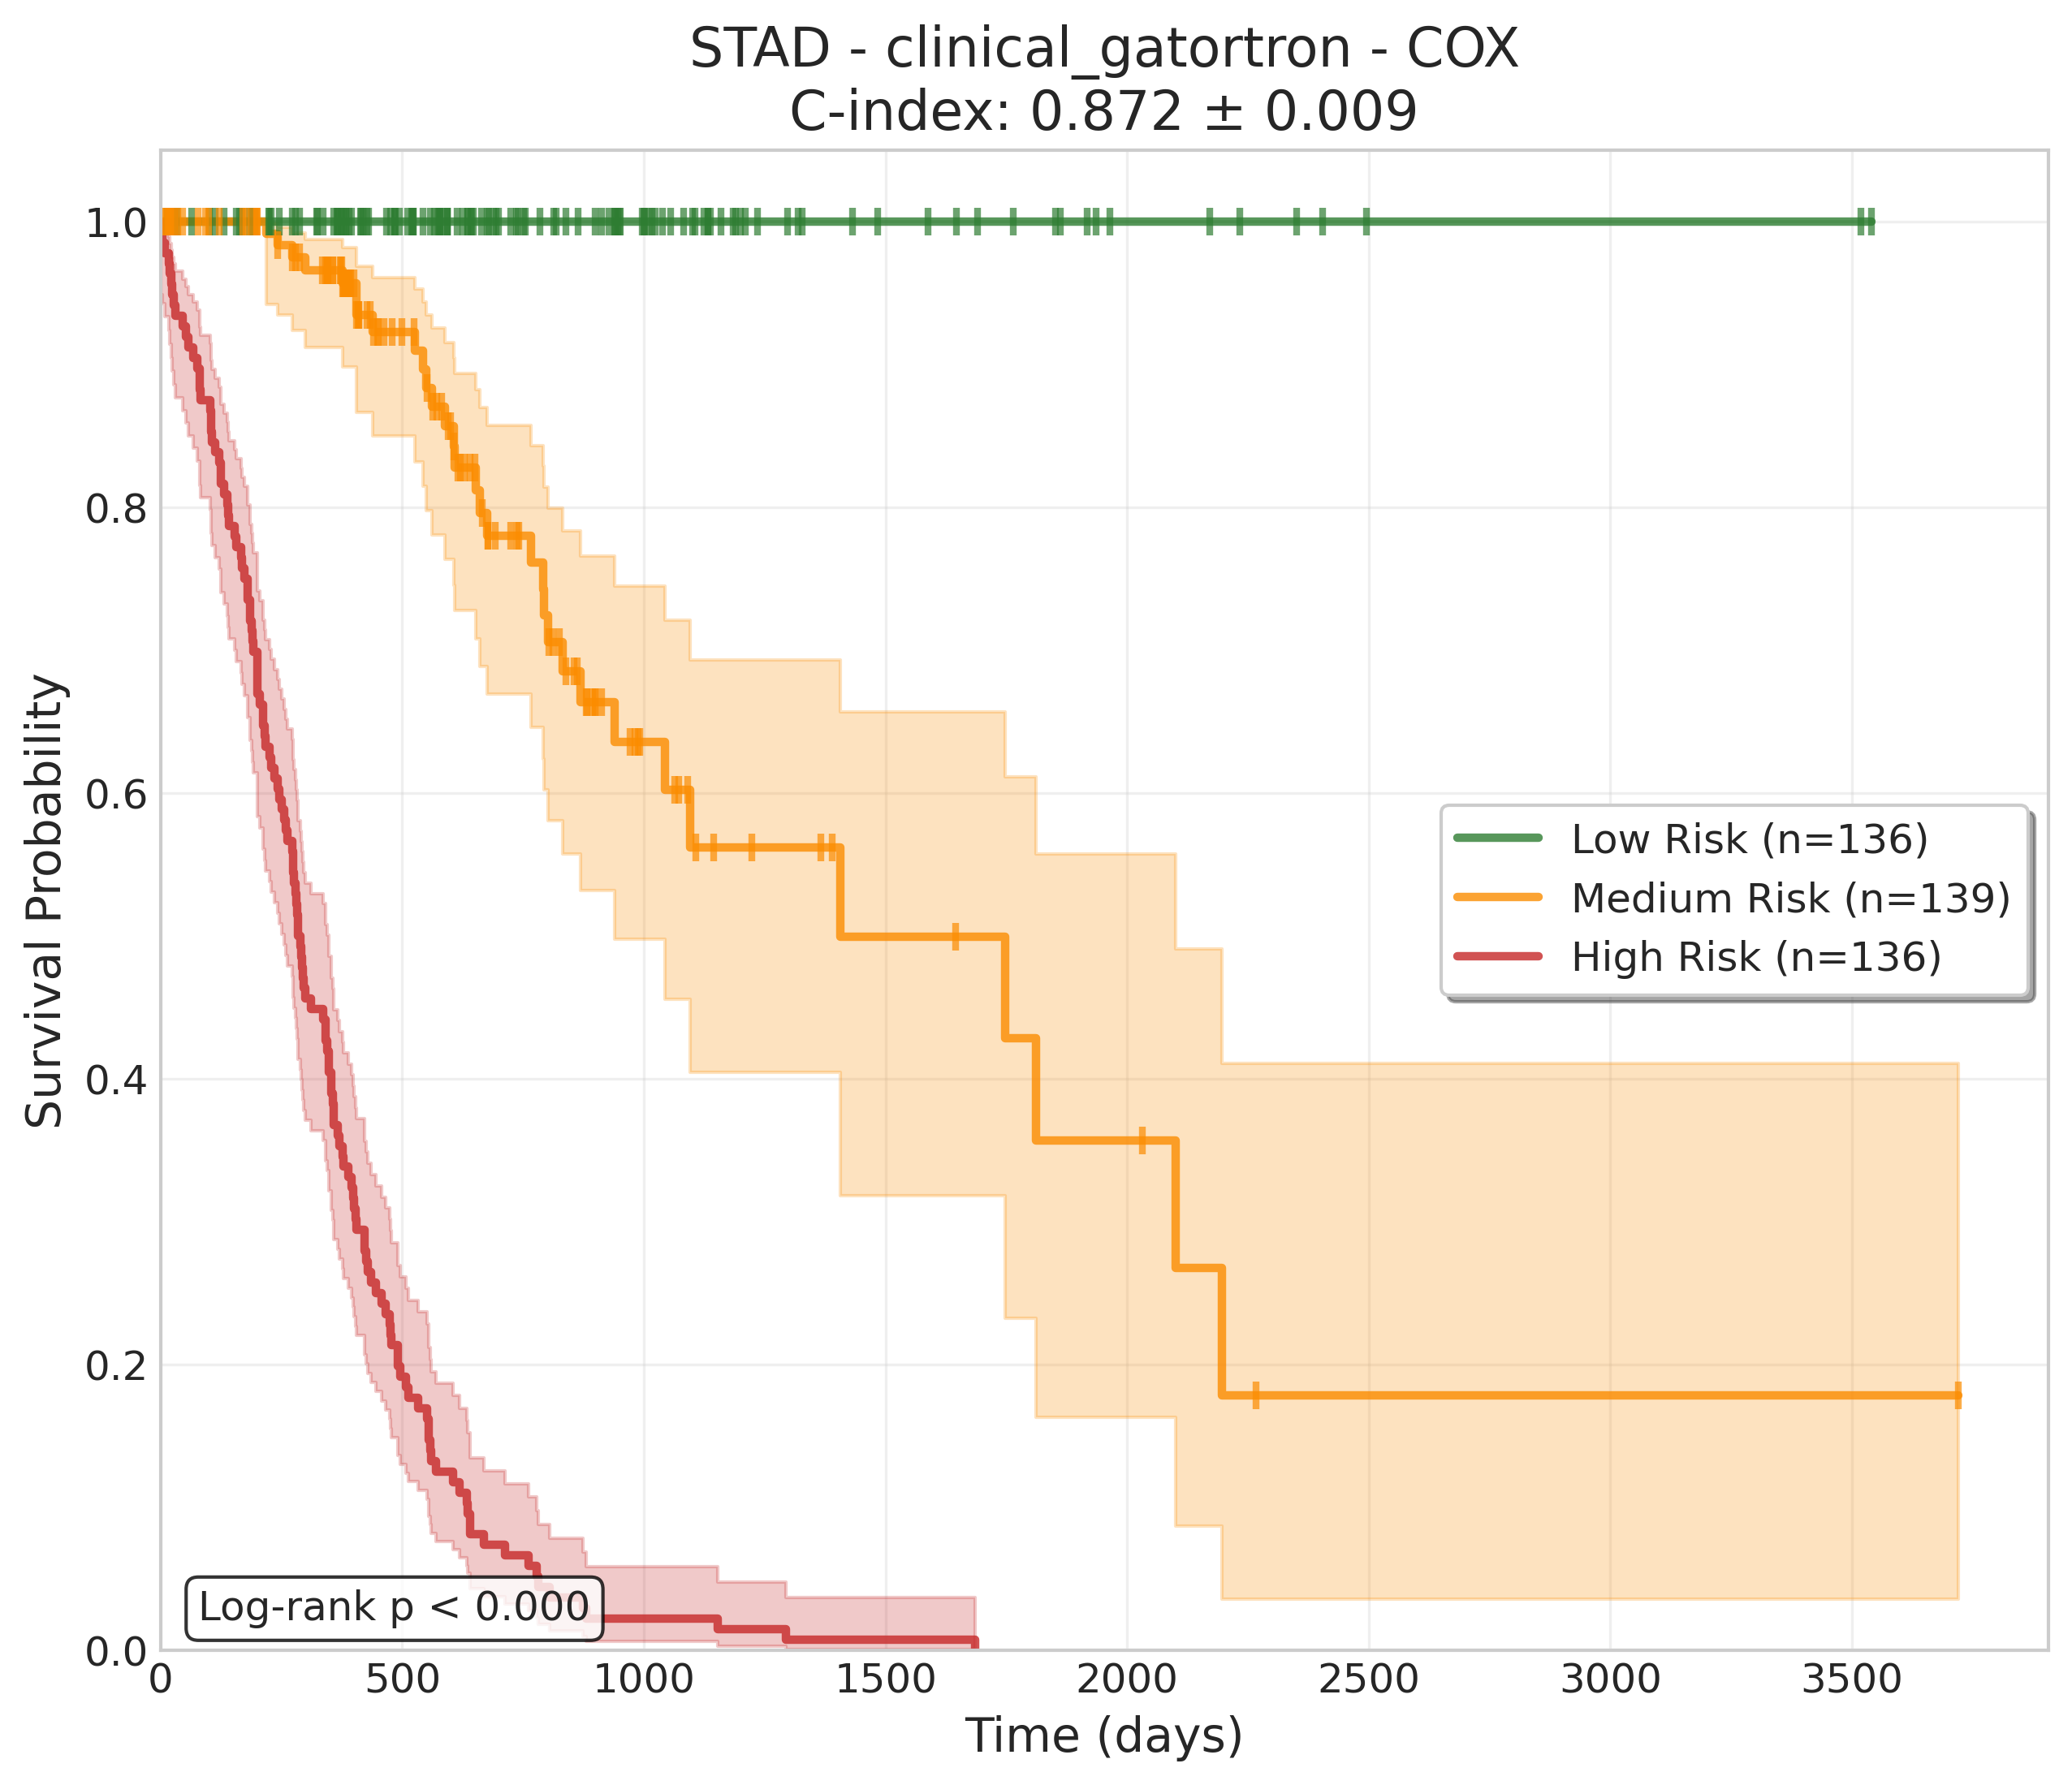 STAD - clinical_gatortron - COX
C-index: 0.872 ± 0.009
Survival Probability
1.0
0.8
0.6
0.4
0.2
0.0
Low Risk (n=136)
Medium Risk (n=139)
High Risk (n=136)
Log-rank p < 0.000
0 500 1000 1500 2000 2500 3000 3500
Time (days)